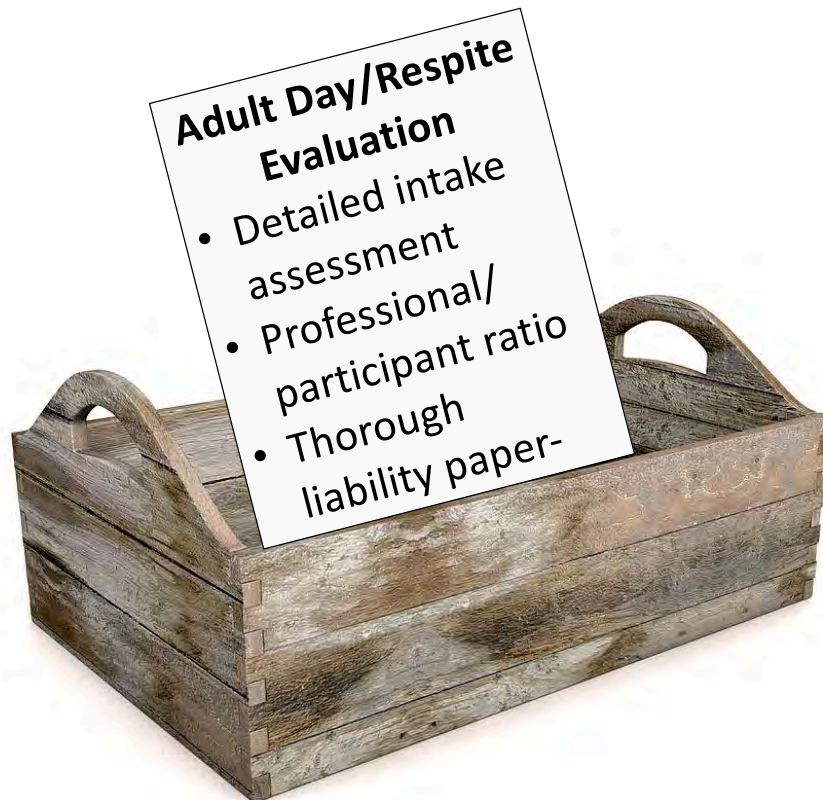 Adult Day/Respite
Evaluation
• Detailed intake
assessment
• Professional/
participant ratio
• Thorough
liability paper-